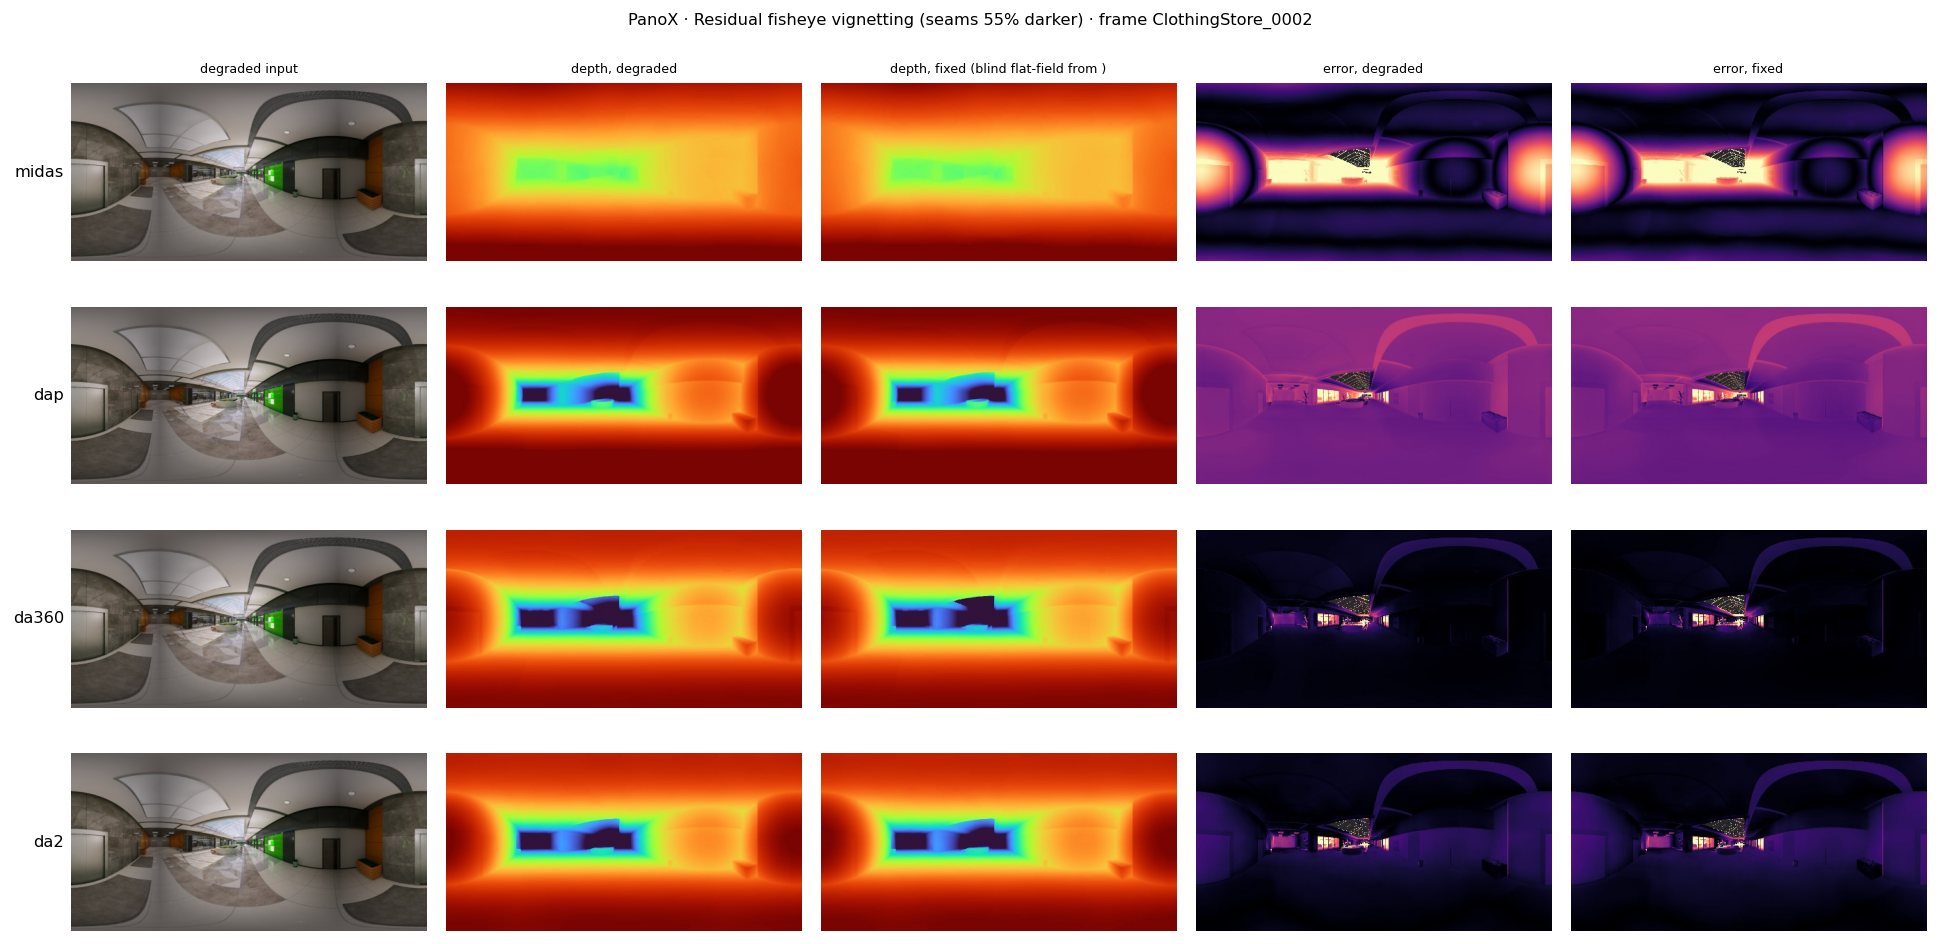 PanoX · Residual fisheye vignetting (seams 55% darker) · frame ClothingStore_0002
degraded input
depth, degraded
depth, fixed (blind flat-field from )
error, degraded
error, fixed
midas
dap
da360
da2